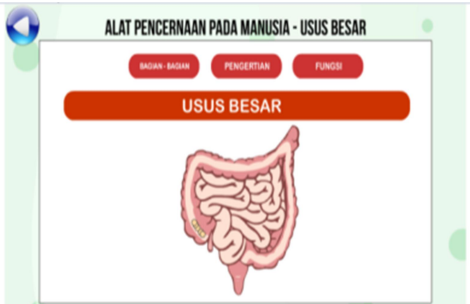 ALAT PENCERNAAN PADA MANUSIA - USUS BESAR
BAGIAN - BAGIAN
PENGERTIAN
FUNGSI
USUS BESAR